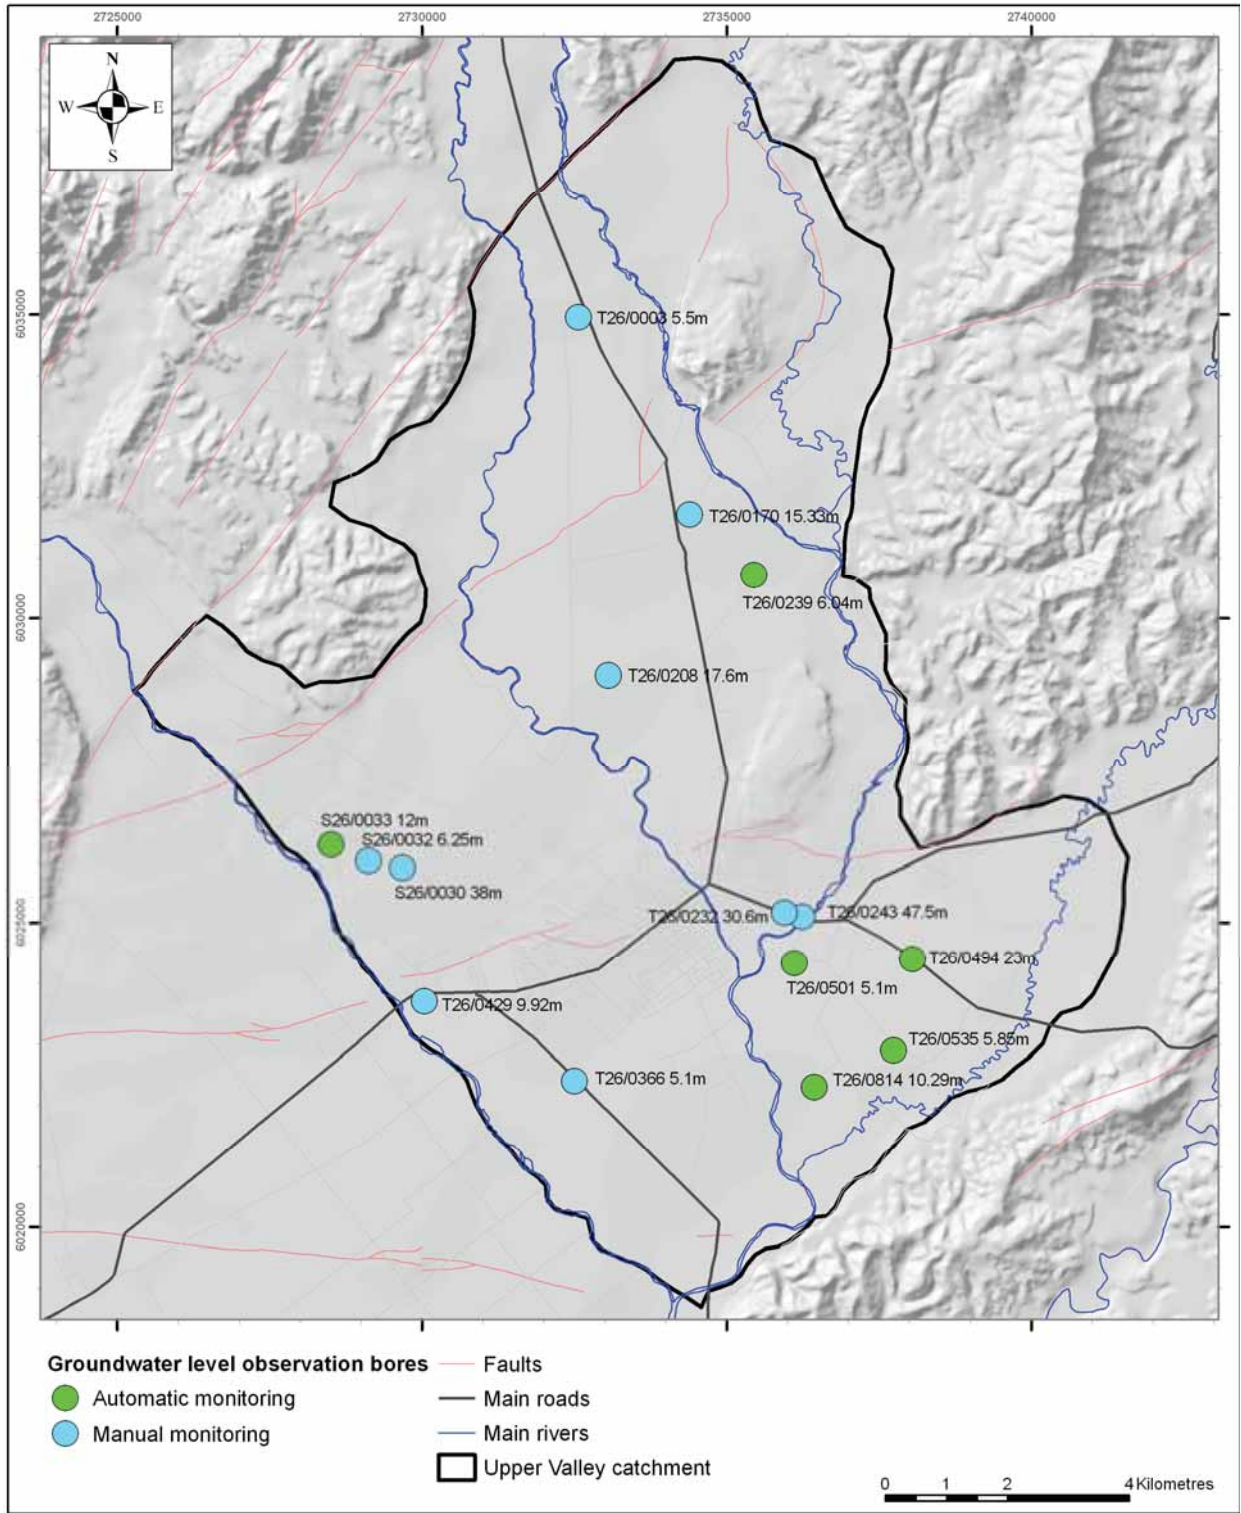 2725000 2730000 2735000 2740000
N
W E
S
6035000
6030000
6025000
6020000
T26/0003 5.5m
T26/0170 15.33m
T26/0239 6.04m
T26/0208 17.6m
S26/0033 12m
S26/0032 6.25m
S26/0030 38m
T26/0232 30.6m
T26/0243 47.5m
T26/0494 23m
T26/0501 5.1m
T26/0429 9.92m
T26/0535 5.85m
T26/0366 5.1m
T26/0814 10.29m
Groundwater level observation bores
Automatic monitoring
Manual monitoring
Faults
Main roads
Main rivers
Upper Valley catchment
0 1 2 4 Kilometres